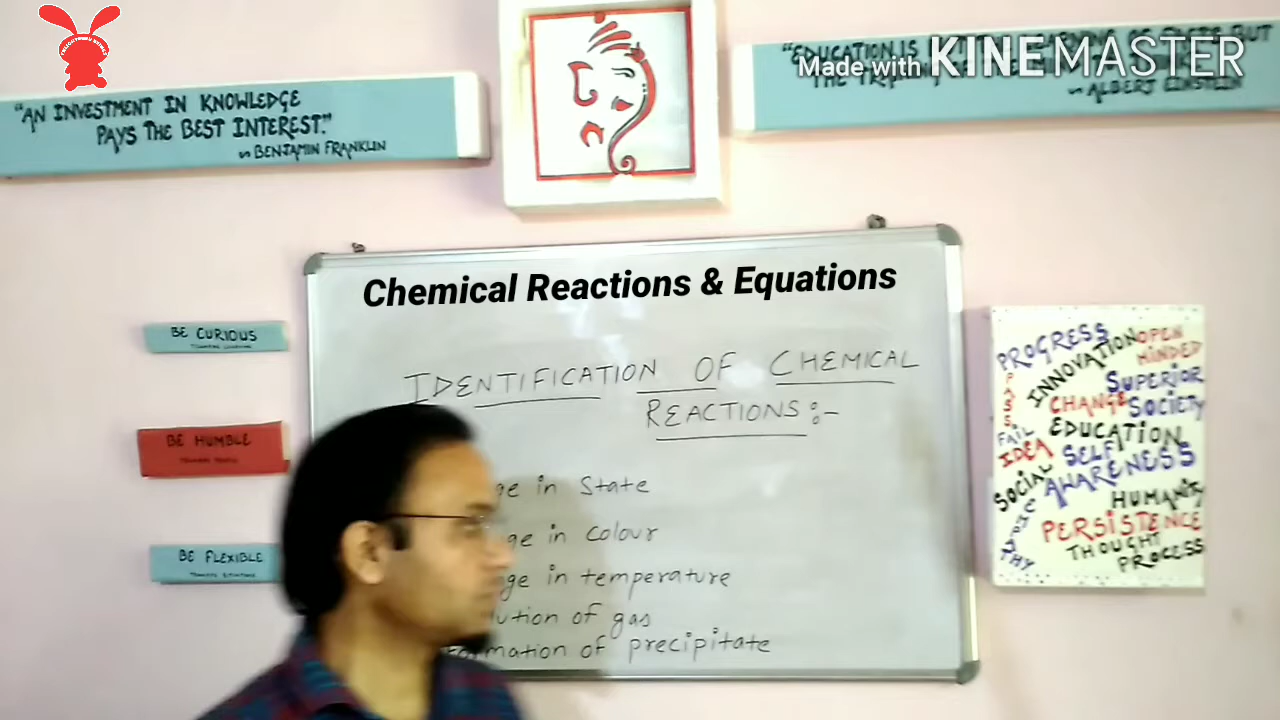 "AN INVESTMENT IN KNOWLEDGE
PAYS THE BEST INTEREST."
~ BENJAMIN FRANKLIN
"EDUCATION IS
~ ALBERT EINSTEIN
Made with KINEMASTER
Chemical Reactions & Equations
IDENTIFICATION OF CHEMICAL
REACTIONS :-
ge in State
ge in colour
ge in temperature
ution of gas
formation of precipitate
BE CURIOUS
BE HUMBLE
BE FLEXIBLE
PROGRESS
INNOVATION
OPEN
MINDED
SUPERIOR
CHANGE
SOCIETY
FAIL
EDUCATION
IDEA
SELF
AWARENESS
SOCIAL
HUMANITY
PERSISTENCE
THOUGHT
PROCESS